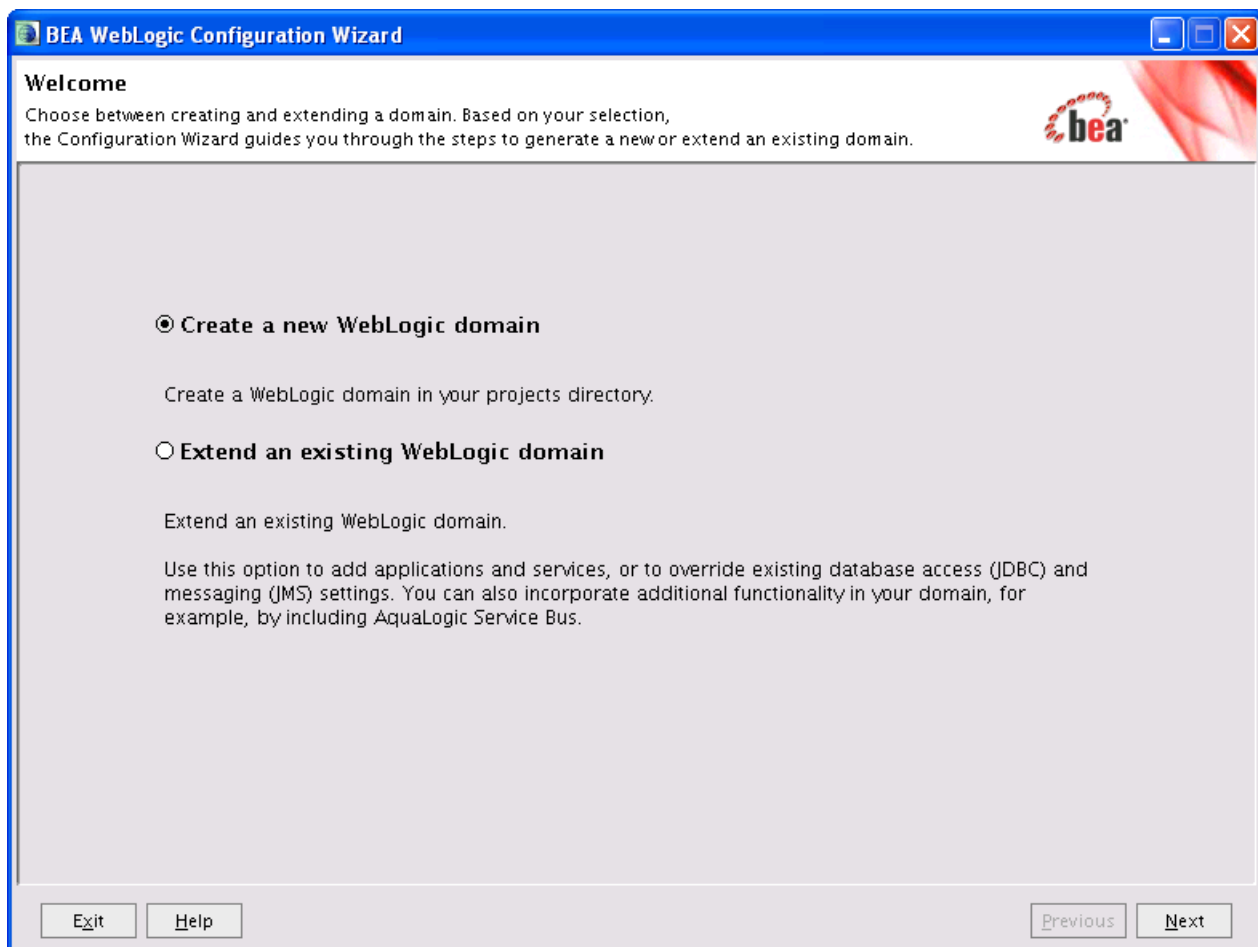 BEA WebLogic Configuration Wizard
Welcome
Choose between creating and extending a domain. Based on your selection,
the Configuration Wizard guides you through the steps to generate a new or extend an existing domain.
bea
Create a new WebLogic domain
Create a WebLogic domain in your projects directory.
Extend an existing WebLogic domain
Extend an existing WebLogic domain.
Use this option to add applications and services, or to override existing database access (JDBC) and
messaging (JMS) settings. You can also incorporate additional functionality in your domain, for
example, by including AquaLogic Service Bus.
Exit Help Previous Next